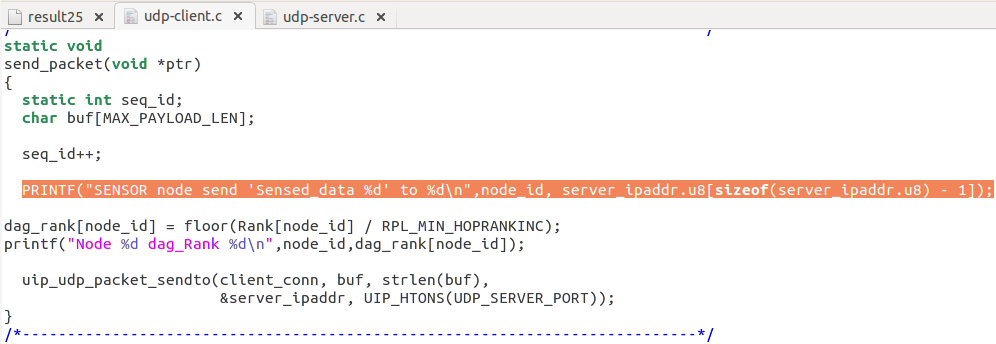 result25 × udp-client.c × udp-server.c ×
/ */
static void
send_packet(void *ptr)
{
  static int seq_id;
  char buf[MAX_PAYLOAD_LEN];
  seq_id++;
  PRINTF("SENSOR node send 'Sensed_data %d' to %d\n",node_id, server_ipaddr.u8[sizeof(server_ipaddr.u8) - 1]);
dag_rank[node_id] = floor(Rank[node_id] / RPL_MIN_HOPRANKINC);
printf("Node %d dag_Rank %d\n",node_id,dag_rank[node_id]);
  uip_udp_packet_sendto(client_conn, buf, strlen(buf),
                        &server_ipaddr, UIP_HTONS(UDP_SERVER_PORT));
}
/*---------------------------------------------------------------------------*/